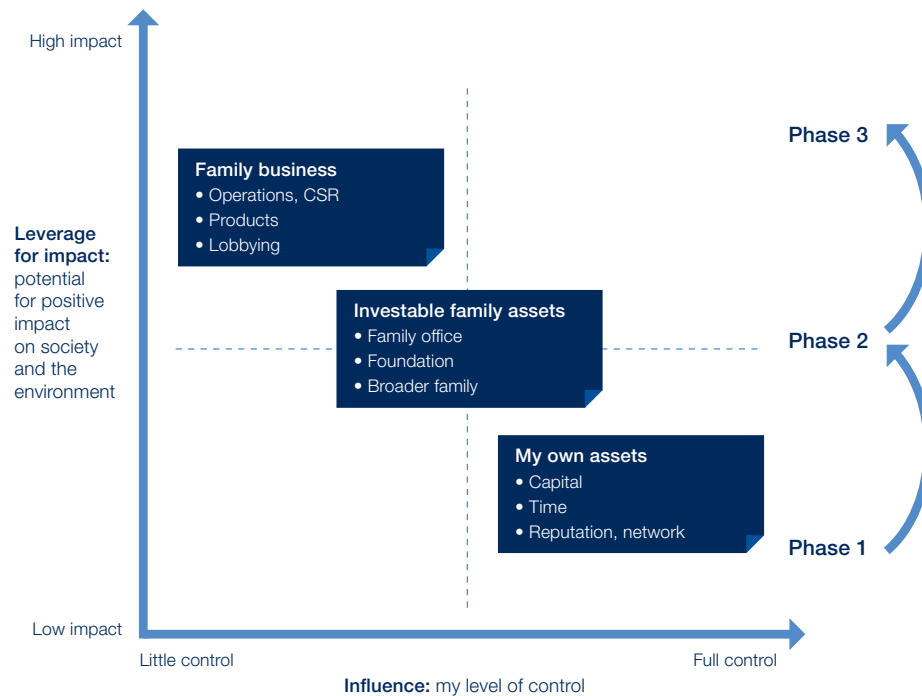 High impact
Phase 3
Family business
• Operations, CSR
• Products
• Lobbying
Leverage
for impact:
potential
for positive
impact
on society
and the
environment
Investable family assets
• Family office
• Foundation
• Broader family
Phase 2
My own assets
• Capital
• Time
• Reputation, network
Phase 1
Low impact
Little control
Full control
Influence: my level of control